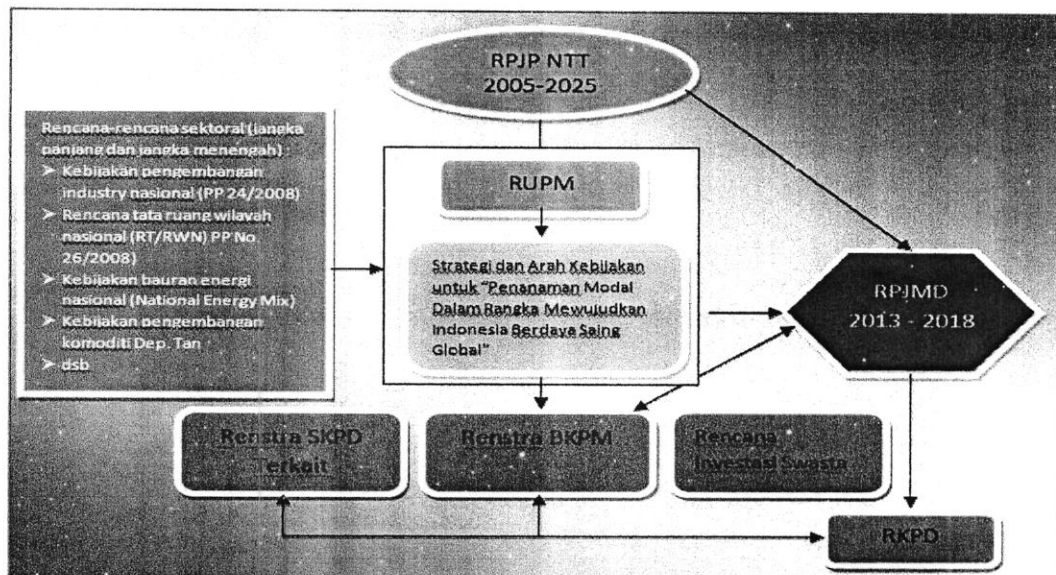 RPJP NTT
2005-2025
Rencana-rencana sektoral (jangka
panjang dan jangka menengah) :
➤ Kebijakan pengembangan
industry nasional (PP 24/2008)
➤ Rencana tata ruang wilayah
nasional (RT/RWN) PP No
26/2008)
➤ Kebijakan bauran energi
nasional (National Energy Mix)
➤ Kebijakan pengembangan
komoditi Dep. Tan
➤ dsb
RUPM
Strategi dan Arah Kebijakan
untuk "Penanaman Modal
Dalam Rangka Mewujudkan
Indonesia Berdaya Saing
Global"
RPJMD
2013 - 2018
Renstra SKPD
Terkait
Renstra BKPM
Rencana
Investasi Swasta
RKPD